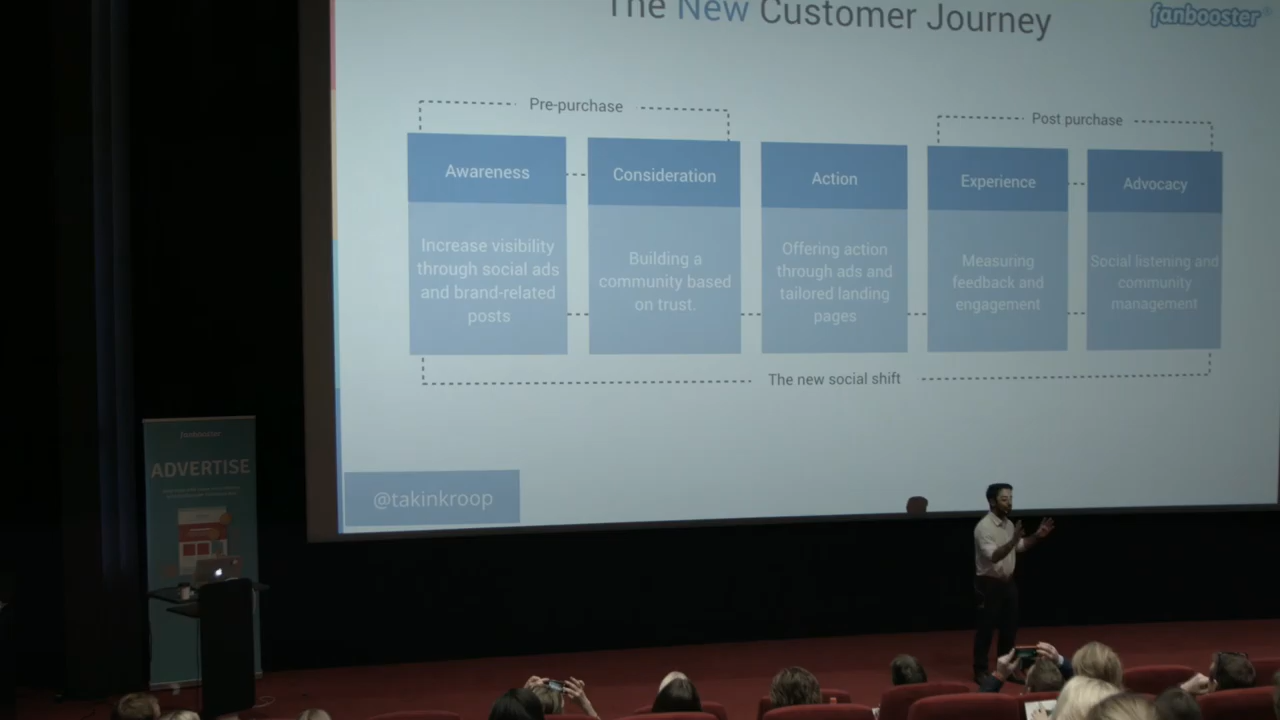 The New Customer Journey
fanbooster®
Pre-purchase
Post purchase
Awareness
Consideration
Action
Experience
Advocacy
Increase visibility
through social ads
and brand-related
posts
Building a
community based
on trust.
Offering action
through ads and
tailored landing
pages
Measuring
feedback and
engagement
Social listening and
community
management
The new social shift
@takinkroop
fanbooster
ADVERTISE